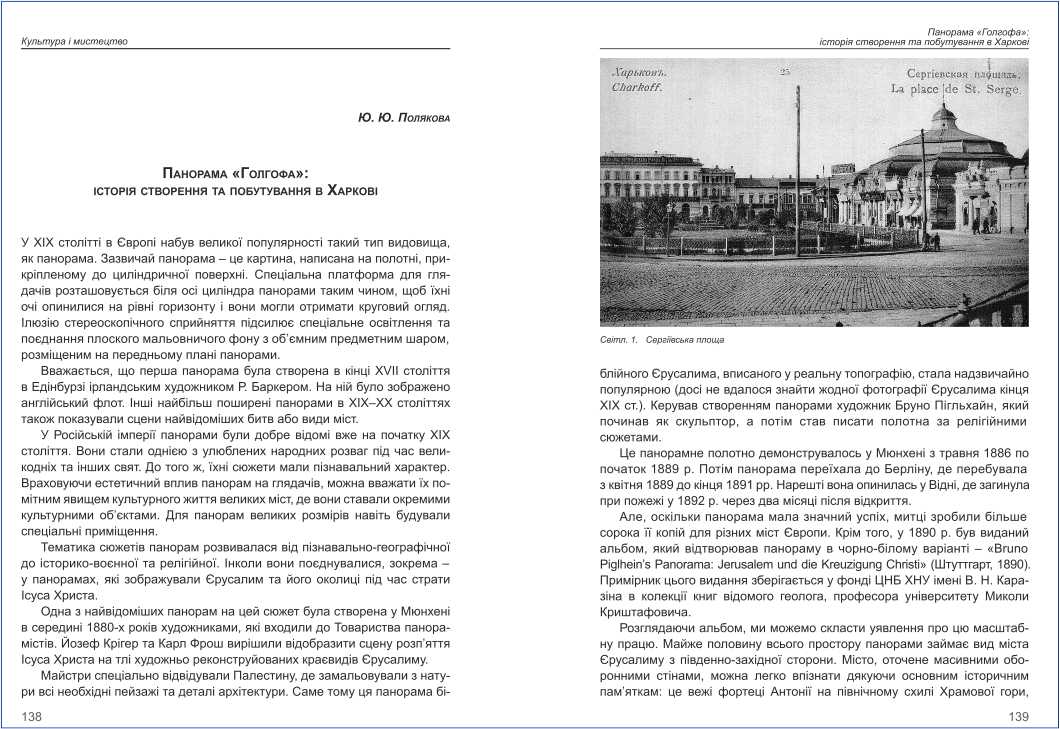 Культура і мистецтво
Ю. Ю. Полякова
Панорама «Голгофа»:
історія створення та побутування в Харкові
У XIX столітті в Європі набув великої популярності такий тип видовища,
як панорама. Зазвичай панорама – це картина, написана на полотні, при-
кріпленому до циліндричної поверхні. Спеціальна платформа для гля-
дачів розташовується біля осі циліндра панорами таким чином, щоб їхні
очі опинилися на рівні горизонту і вони могли отримати круговий огляд.
Ілюзію стереоскопічного сприйняття підсилює спеціальне освітлення та
поєднання плоского мальовничого фону з об’ємним предметним шаром,
розміщеним на передньому плані панорами.
Вважається, що перша панорама була створена в кінці XVII століття
в Едінбурзі ірландським художником Р. Баркером. На ній було зображено
англійський флот. Інші найбільш поширені панорами в XIX–XX століттях
також показували сцени найвідоміших битв або види міст.
У Російській імперії панорами були добре відомі вже на початку XIX
століття. Вони стали однією з улюблених народних розваг під час вели-
кодніх та інших свят. До того ж, їхні сюжети мали пізнавальний характер.
Враховуючи естетичний вплив панорам на глядачів, можна вважати їх по-
мітним явищем культурного життя великих міст, де вони ставали окремими
культурними об’єктами. Для панорам великих розмірів навіть будували
спеціальні приміщення.
Тематика сюжетів панорам розвивалася від пізнавально-географічної
до історико-воєнної та релігійної. Інколи вони поєднувалися, зокрема –
у панорамах, які зображували Єрусалим та його околиці під час страти
Ісуса Христа.
Одна з найвідоміших панорам на цей сюжет була створена у Мюнхені
в середині 1880-х років художниками, які входили до Товариства панора-
містів. Йозеф Крігер та Карл Фрош вирішили відобразити сцену розп’яття
Ісуса Христа на тлі художньо реконструйованих краєвидів Єрусалиму.
Майстри спеціально відвідували Палестину, де замальовували з нату-
ри всі необхідні пейзажі та деталі архітектури. Саме тому ця панорама бі-
138
Панорама «Голгофа»:
історія створення та побутування в Харкові
Харьковъ. 25 Сергіевская площадь.
Charkoff. La place de St. Serge.
Світл. 1. Сергіївська площа
блійного Єрусалима, вписаного у реальну топографію, стала надзвичайно
популярною (досі не вдалося знайти жодної фотографії Єрусалима кінця
XIX ст.). Керував створенням панорами художник Бруно Пігльхайн, який
починав як скульптор, а потім став писати полотна за релігійними
сюжетами.
Це панорамне полотно демонструвалось у Мюнхені з травня 1886 по
початок 1889 р. Потім панорама переїхала до Берліну, де перебувала
з квітня 1889 до кінця 1891 рр. Нарешті вона опинилась у Відні, де загинула
при пожежі у 1892 р. через два місяці після відкриття.
Але, оскільки панорама мала значний успіх, митці зробили більше
сорока її копій для різних міст Європи. Крім того, у 1890 р. був виданий
альбом, який відтворював панораму в чорно-білому варіанті – «Bruno
Piglhein’s Panorama: Jerusalem und die Kreuzigung Christi» (Штуттгарт, 1890).
Примірник цього видання зберігається у фонді ЦНБ ХНУ імені В. Н. Кара-
зіна в колекції книг відомого геолога, професора університету Миколи
Криштафовича.
Розглядаючи альбом, ми можемо скласти уявлення про цю масштаб-
ну працю. Майже половину всього простору панорами займає вид міста
Єрусалиму з південно-західної сторони. Місто, оточене масивними обо-
ронними стінами, можна легко впізнати дякуючи основним історичним
пам’яткам: це вежі фортеці Антонії на північному схилі Храмової гори,
139